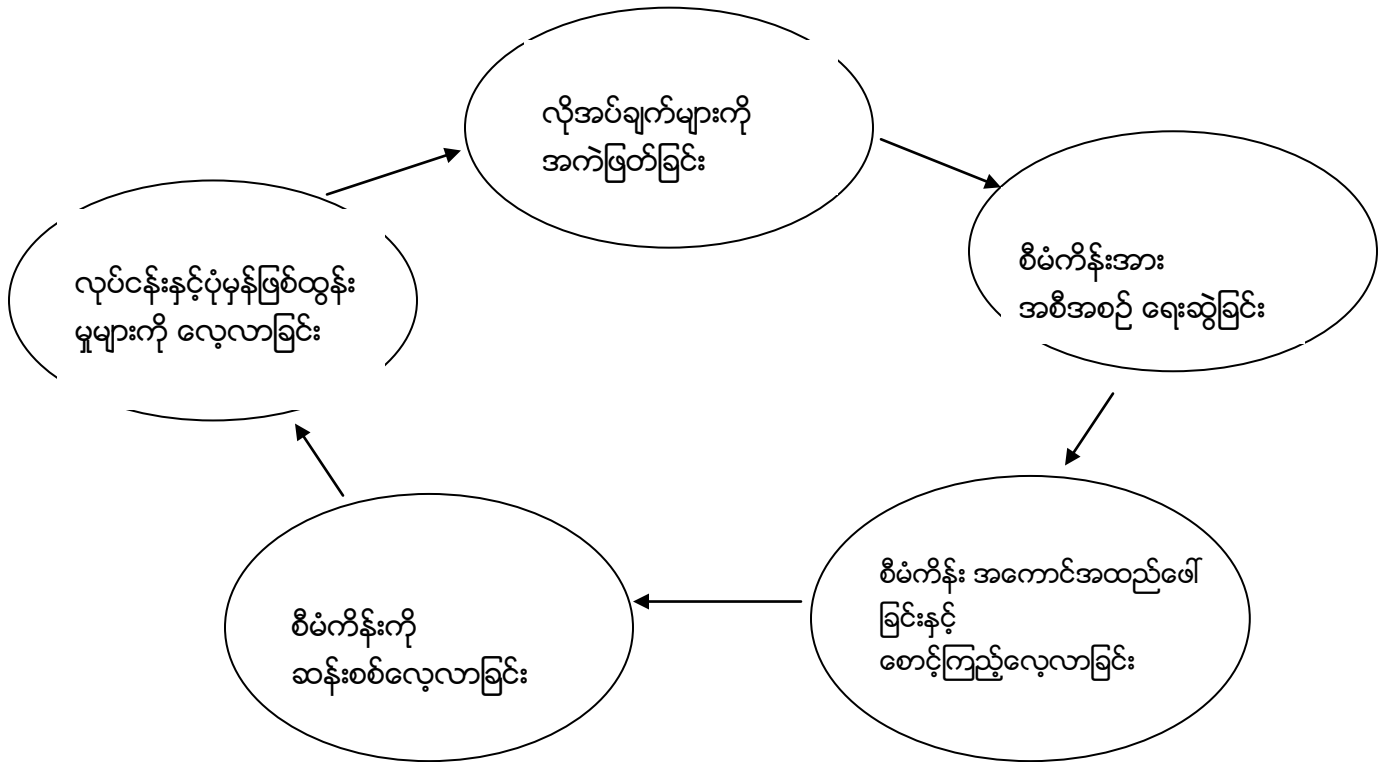 လိုအပ်ချက်များကို
အကဲဖြတ်ခြင်း
စီမံကိန်းအား
အစီအစဉ် ရေးဆွဲခြင်း
စီမံကိန်း အကောင်အထည်ဖေါ်
ခြင်းနှင့်
စောင့်ကြည့်လေ့လာခြင်း
စီမံကိန်းကို
ဆန်းစစ်လေ့လာခြင်း
လုပ်ငန်းနှင့်ပုံမှန်ဖြစ်ထွန်း
မှုများကို လေ့လာခြင်း